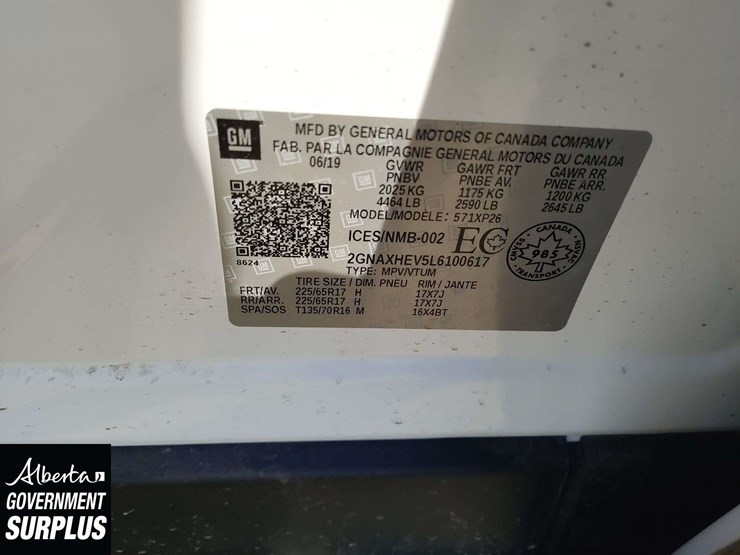 GM
MFD BY GENERAL MOTORS OF CANADA COMPANY
FAB. PAR LA COMPAGNIE GENERAL MOTORS DU CANADA
06/19 GVWR GAWR FRT GAWR RR
PNBV PNBE AV. PNBE ARR.
2025 KG 1175 KG 1200 KG
4464 LB 2590 LB 2645 LB
MODEL/MODÈLE: 571XP26
ICES/NMB-002 EC
CANADA
985
8624
2GNAXHEV5L6100617
TYPE: MPV/VTUM
TIRE SIZE / DIM. PNEU RIM / JANTE
FRT/AV. 225/65R17 H 17X7J
RR/ARR. 225/65R17 H 17X7J
SPA/SOS T135/70R16 M 16X4BT
Alberta
GOVERNMENT
SURPLUS